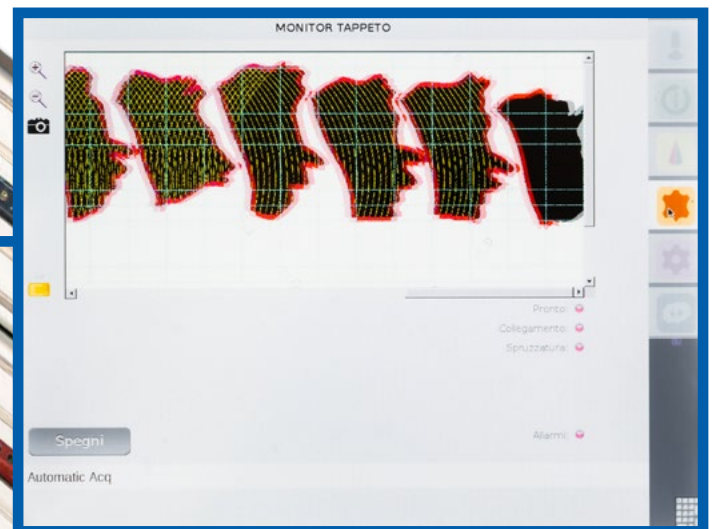 MONITOR TAPPETO
Pronto:
Collegamento:
Spruzzatura:
Allarmi:
Spegni
Automatic Acq